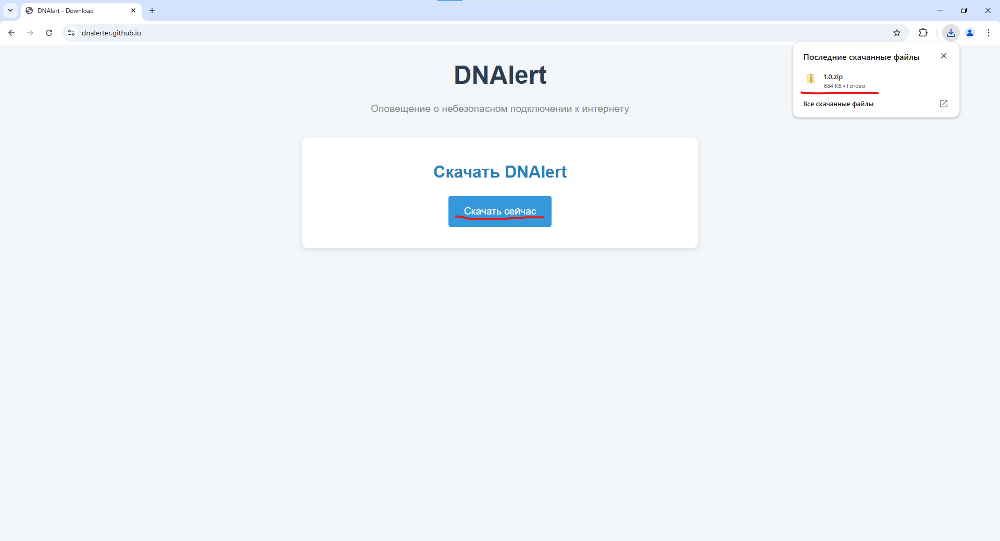 DNAlert - Download
dnalerter.github.io
Последние скачанные файлы
1.0.zip
684 КБ • Готово
Все скачанные файлы
DNAlert
Оповещение о небезопасном подключении к интернету
Скачать DNAlert
Скачать сейчас